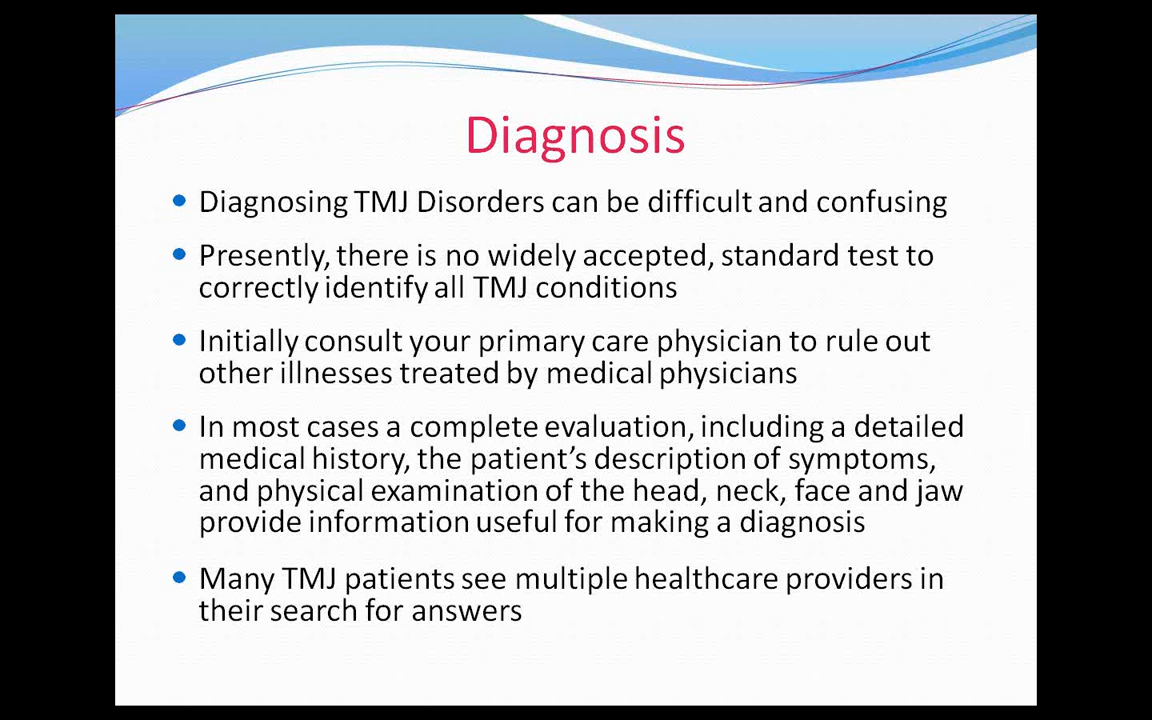 Diagnosis
• Diagnosing TMJ Disorders can be difficult and confusing
• Presently, there is no widely accepted, standard test to
correctly identify all TMJ conditions
• Initially consult your primary care physician to rule out
other illnesses treated by medical physicians
• In most cases a complete evaluation, including a detailed
medical history, the patient’s description of symptoms,
and physical examination of the head, neck, face and jaw
provide information useful for making a diagnosis
• Many TMJ patients see multiple healthcare providers in
their search for answers